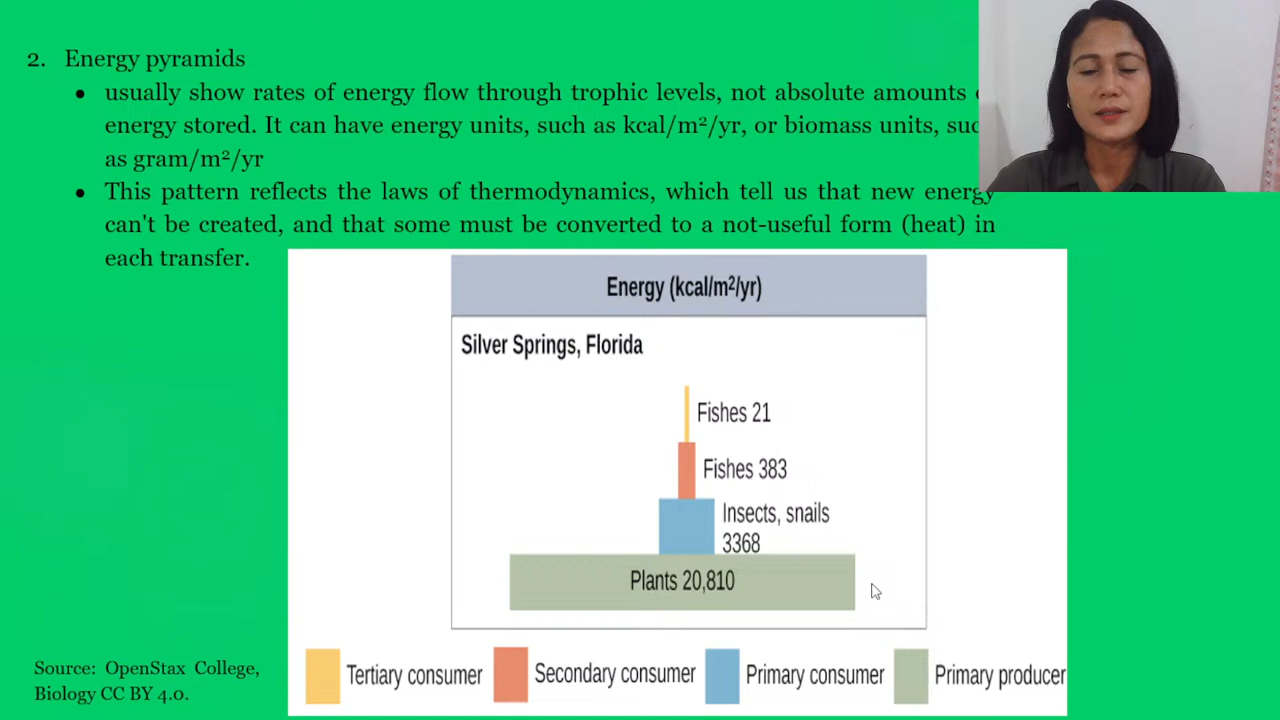 2. Energy pyramids
• usually show rates of energy flow through trophic levels, not absolute amounts
energy stored. It can have energy units, such as kcal/m²/yr, or biomass units,
as gram/m²/yr
• This pattern reflects the laws of thermodynamics, which tell us that new energy
can't be created, and that some must be converted to a not-useful form (heat) in
each transfer.
Energy (kcal/m²/yr)
Silver Springs, Florida
Fishes 21
Fishes 383
Insects, snails
3368
Plants 20,810
Tertiary consumer
Secondary consumer
Primary consumer
Primary producer
Source: OpenStax College,
Biology CC BY 4.0.